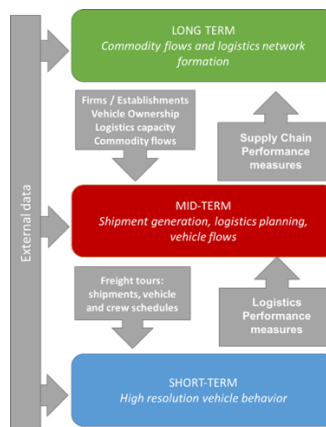 LONG TERM
Commodity flows and logistics network
formation
Firms / Establishments
Vehicle Ownership
Logistics capacity
Commodity flows
Supply Chain
Performance
measures
External data
MID-TERM
Shipment generation, logistics planning,
vehicle flows
Freight tours:
shipments, vehicle
and crew schedules
Logistics
Performance
measures
SHORT-TERM
High resolution vehicle behavior